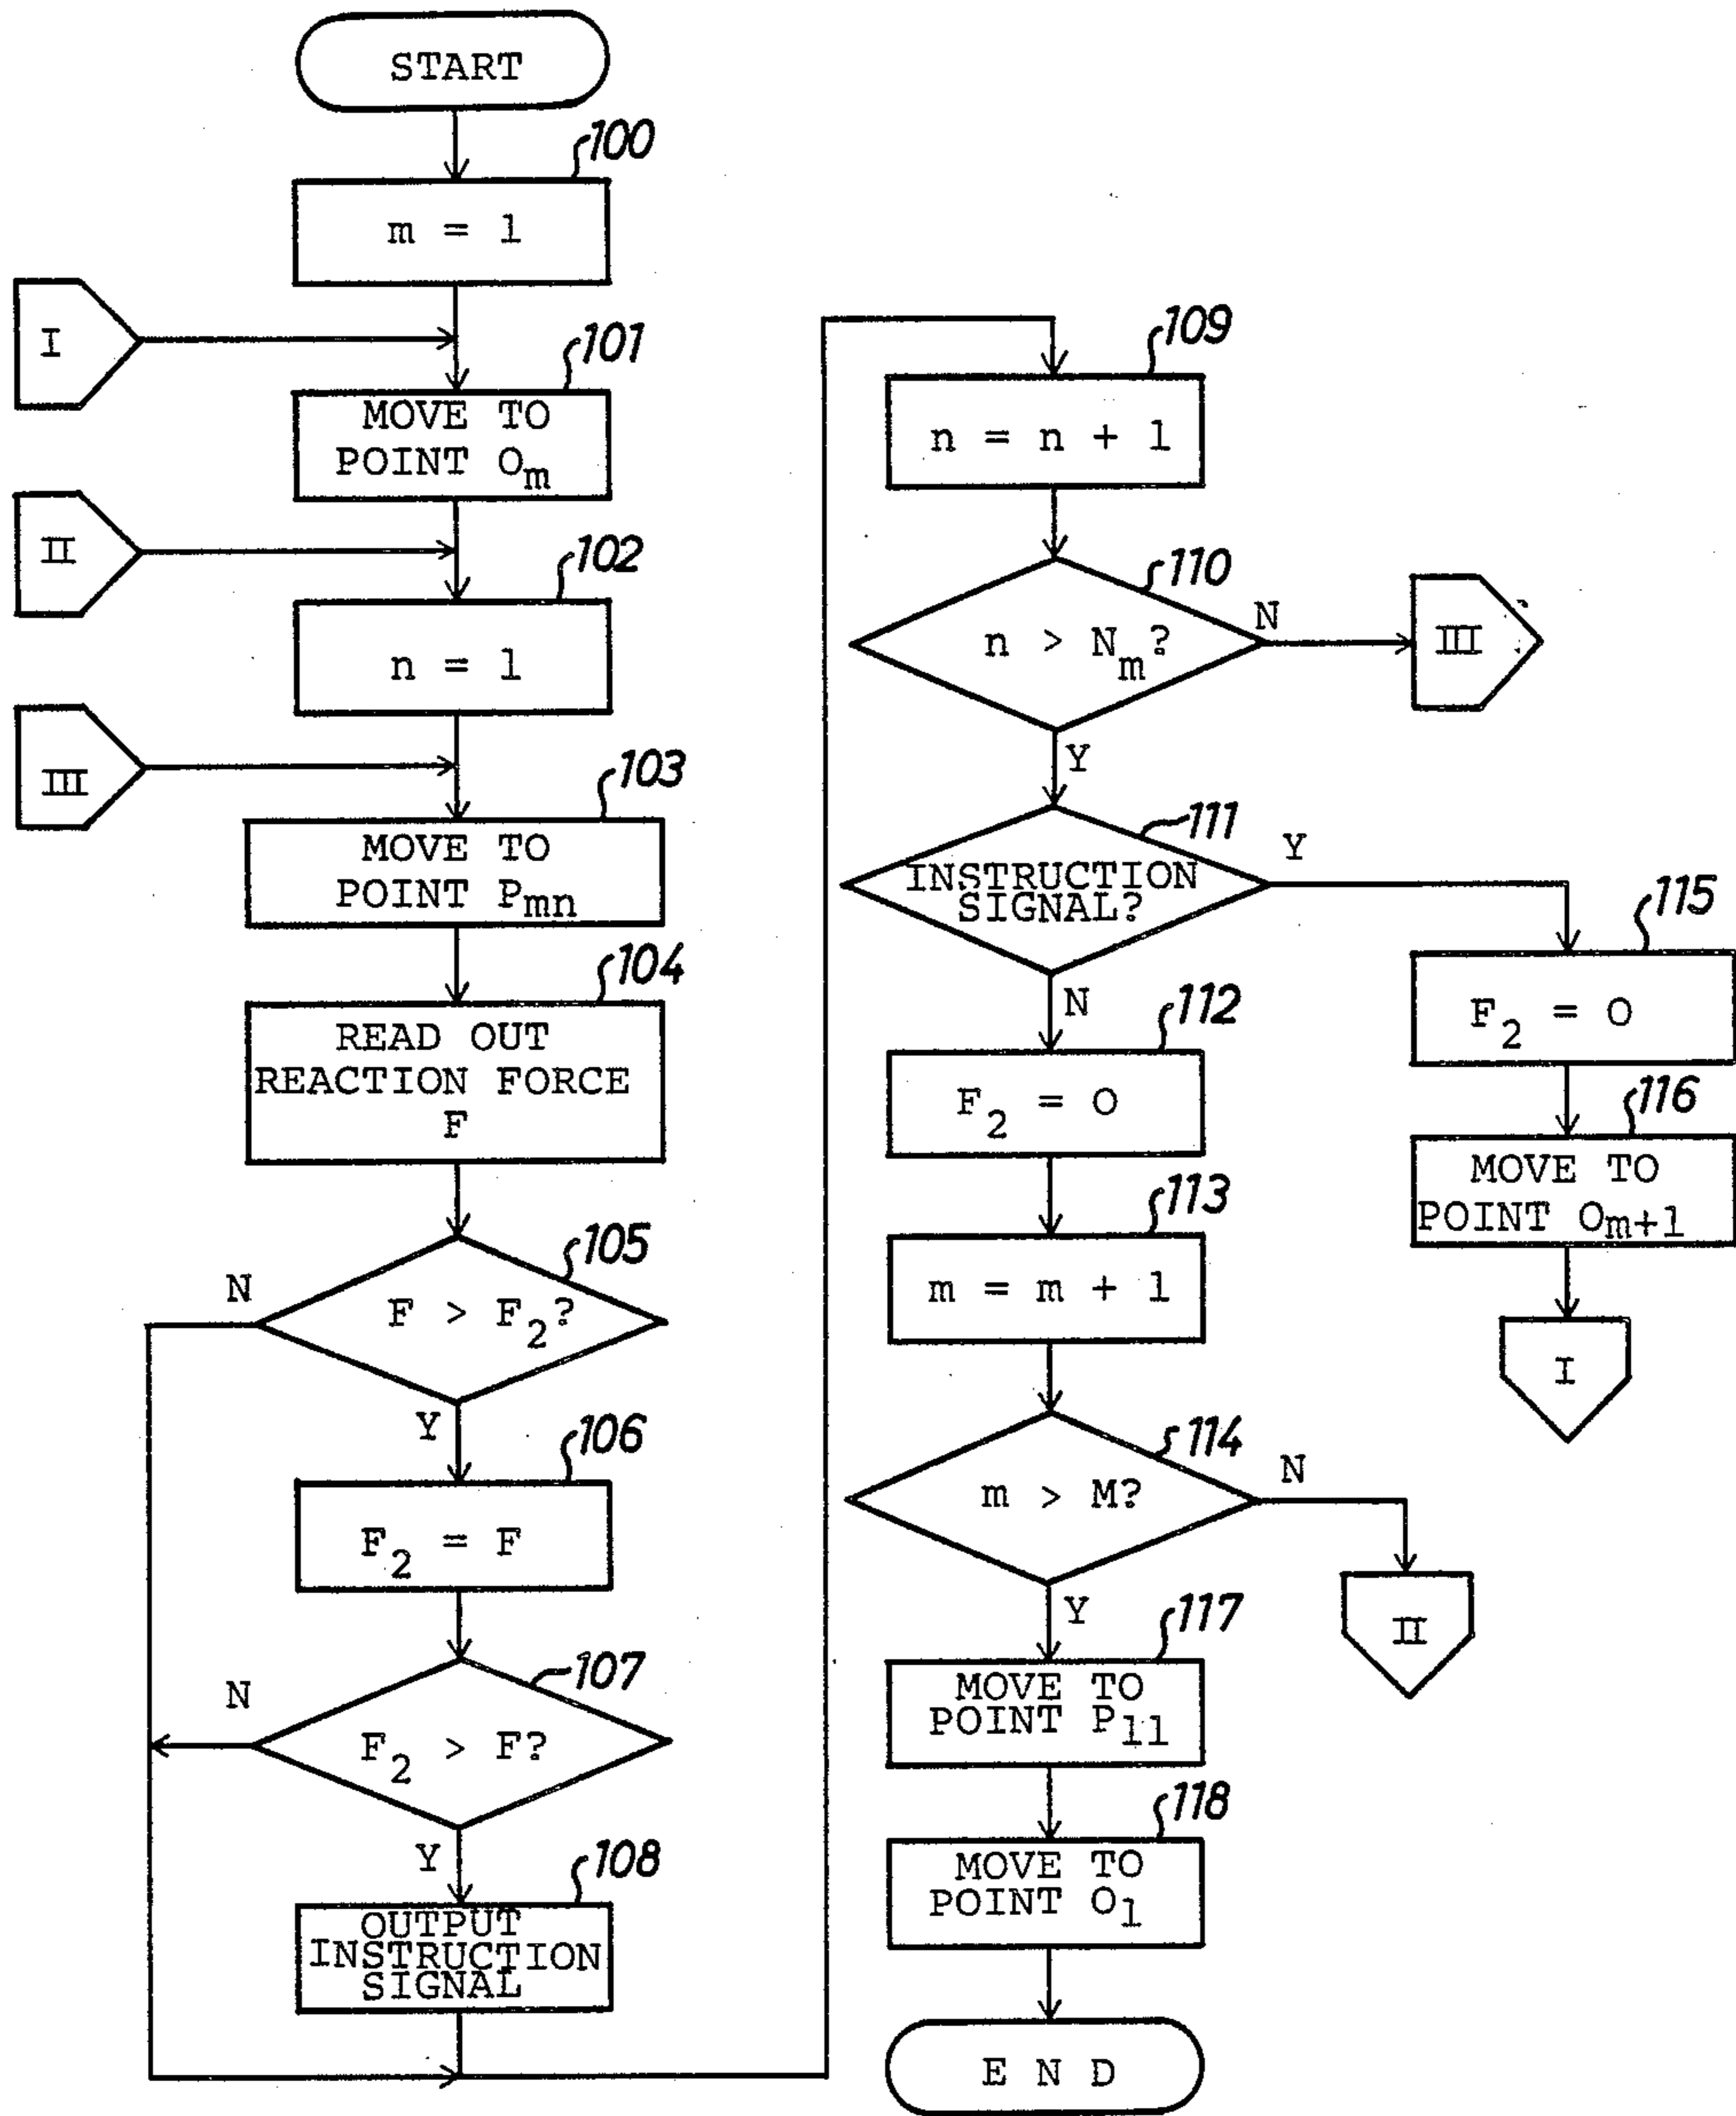 START
100
m = 1
I
101
MOVE TO
POINT Om
II
102
n = 1
III
103
MOVE TO
POINT Pmn
104
READ OUT
REACTION FORCE
F
105
N
F > F2?
Y
106
F2 = F
107
N
F2 > F?
Y
108
OUTPUT
INSTRUCTION
SIGNAL
109
n = n + 1
110
N
n > Nm?
III
Y
111
Y
INSTRUCTION
SIGNAL?
N
112
F2 = 0
113
m = m + 1
114
N
m > M?
II
Y
117
MOVE TO
POINT P11
118
MOVE TO
POINT O1
E N D
115
F2 = 0
116
MOVE TO
POINT Om+1
I